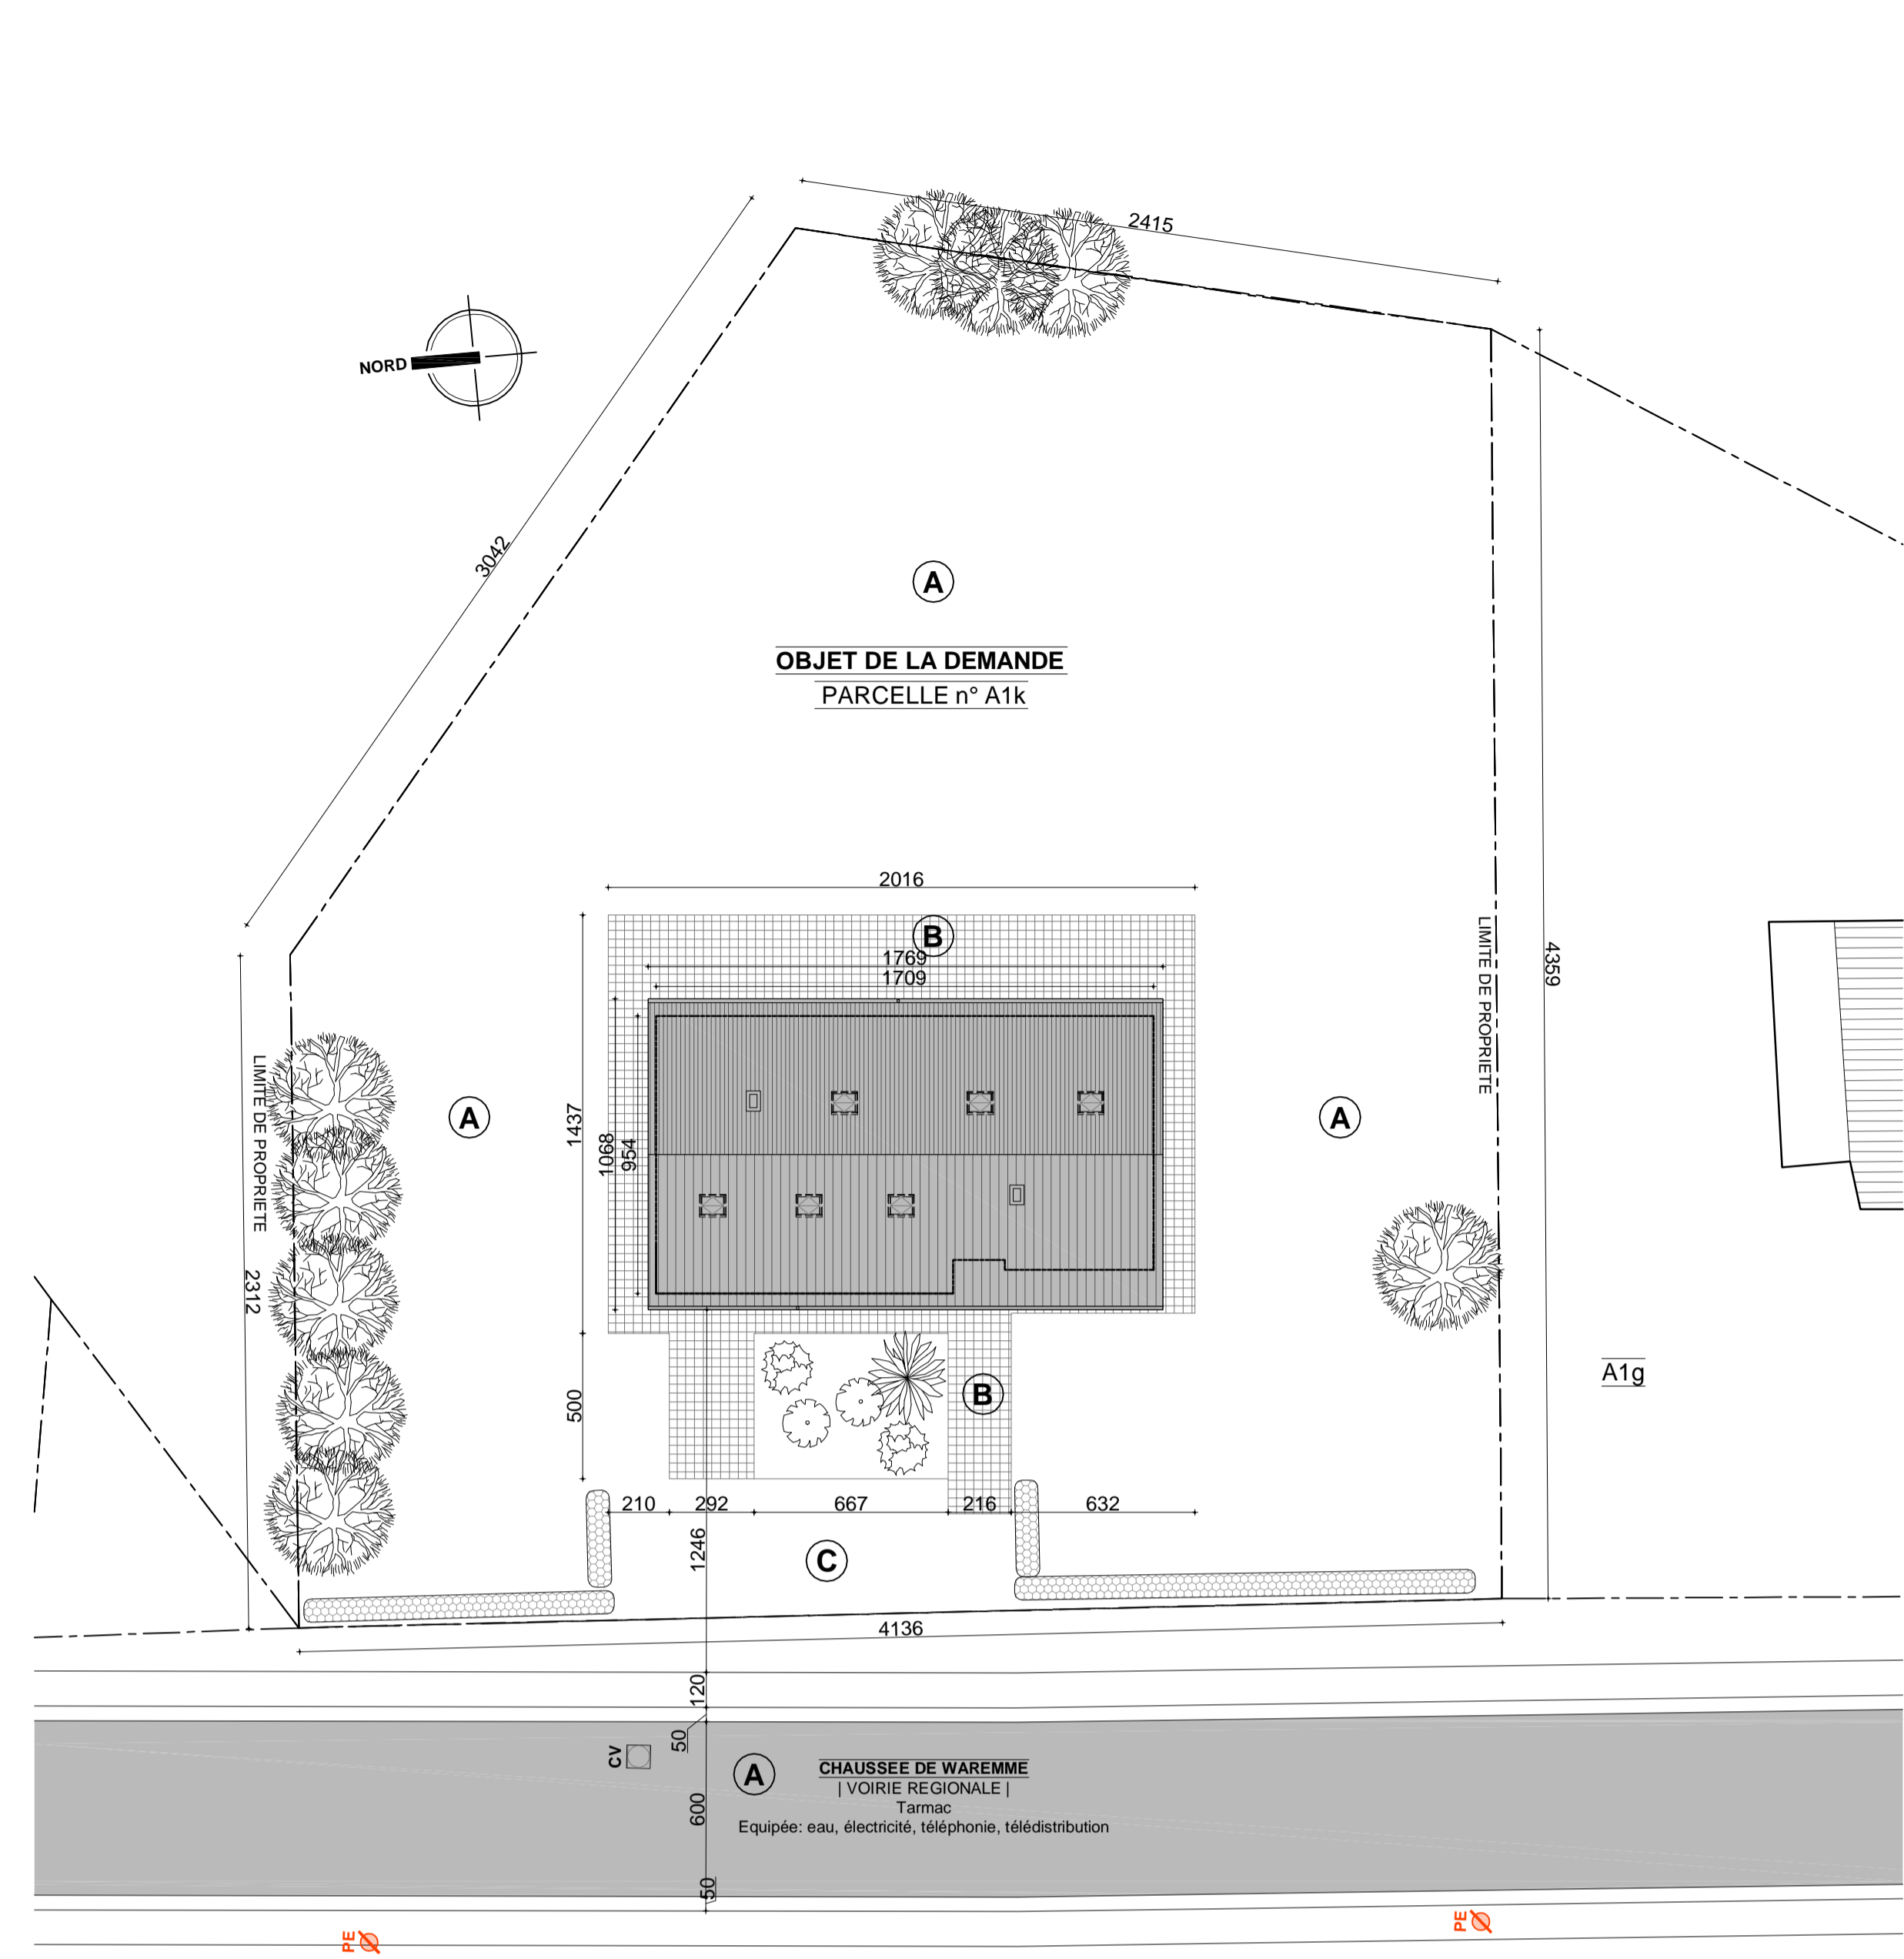 2415
NORD
3042
A
OBJET DE LA DEMANDE
PARCELLE n° A1k
2016
B
1769
1709
LIMITE DE PROPRIETE
4359
LIMITE DE PROPRIETE
A
1437
1068
954
A
2312
A1g
500
B
210
292
667
216
632
1246
C
4136
120
50
CV
A
CHAUSSEE DE WAREMME
| VOIRIE REGIONALE |
Tarmac
Equipée: eau, électricité, téléphonie, télédistribution
600
50
PE
PE